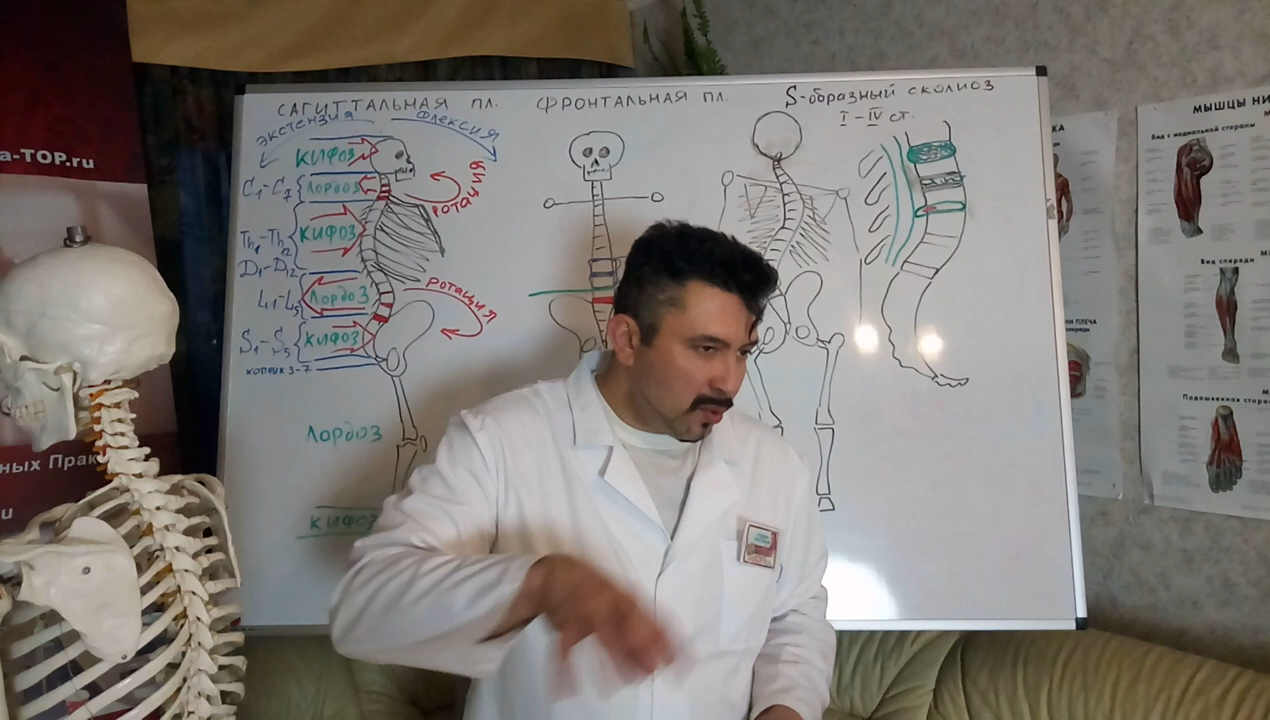 САГИТТАЛЬНАЯ ПЛ.
ФРОНТАЛЬНАЯ ПЛ.
S-образный сколиоз
I-IV ст.
экстензия
флексия
кифоз
C1-C7
Лордоз
ротация
Th1-Th12
кифоз
D1-D12
L1-L5
Лордоз
ротация
S1-S5
кифоз
копчик 3-7
Лордоз
кифоз
a-TOP.ru
ных Прак
u
КА
И ПЛЕЧА
МЫШЦЫ НИ
Вид с медиальной стороны
Вид спереди
Подошвенная сторо